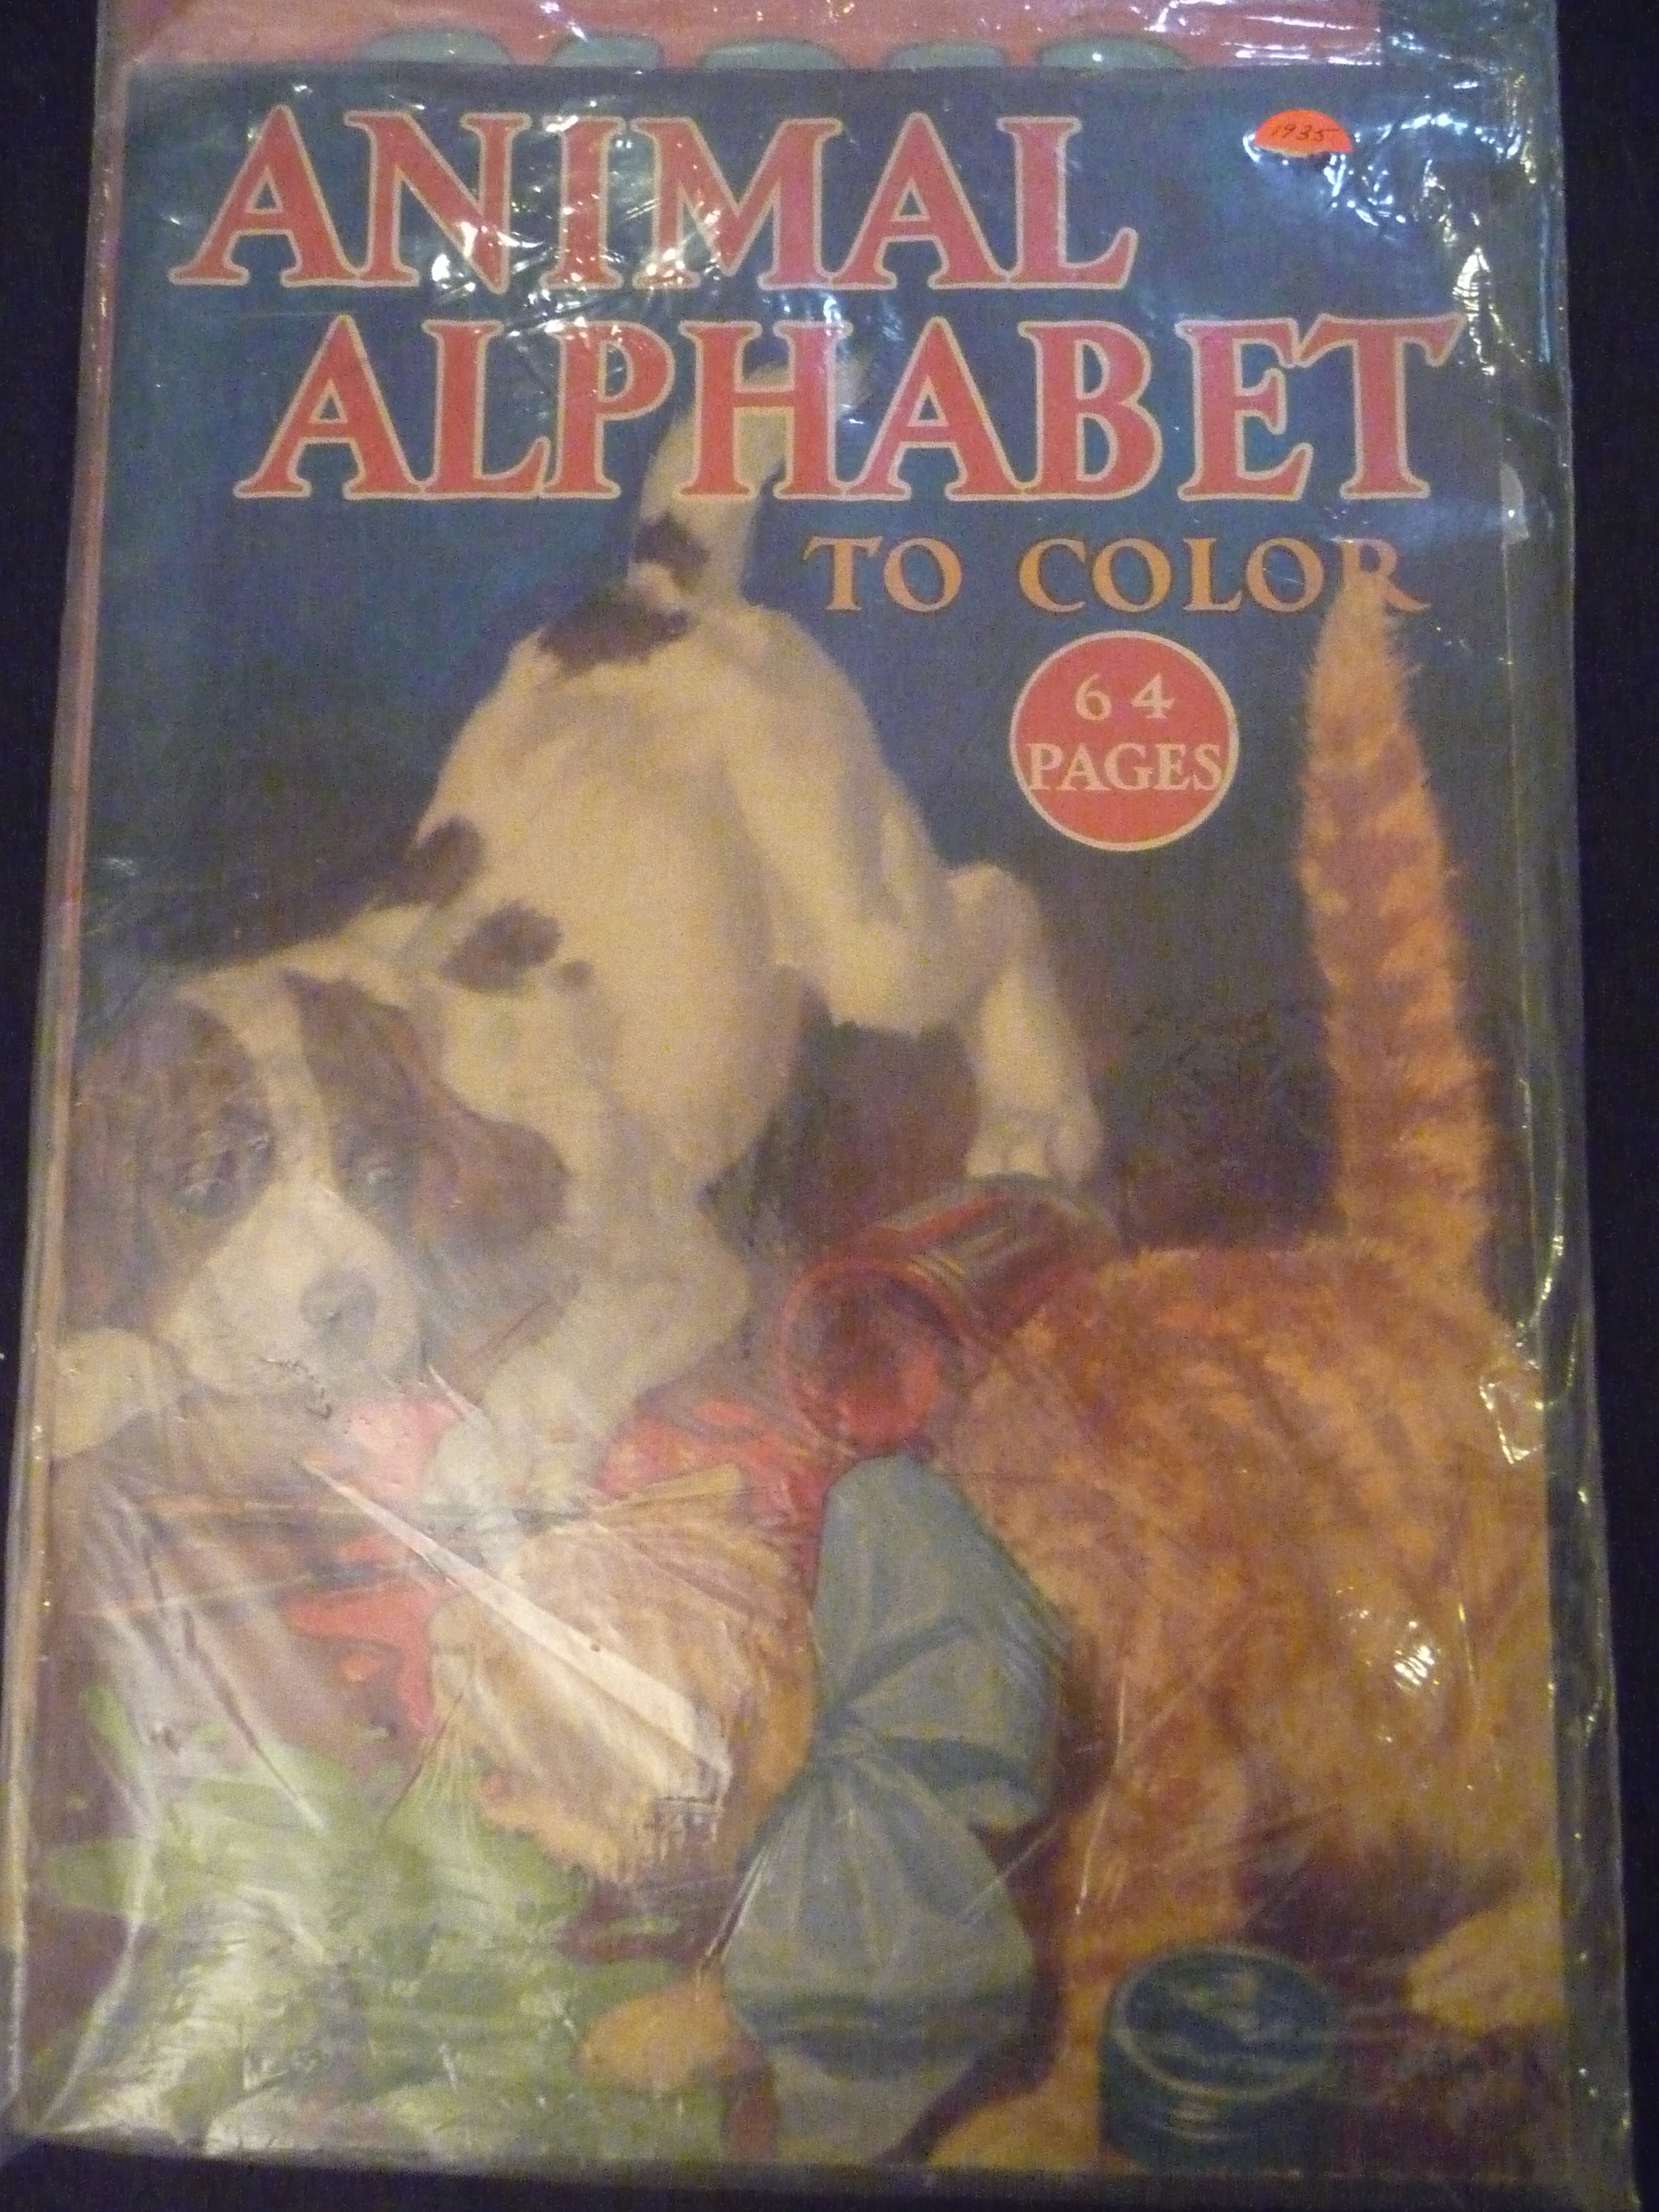 1935
ANIMAL
ALPHABET
TO COLOR
64
PAGES